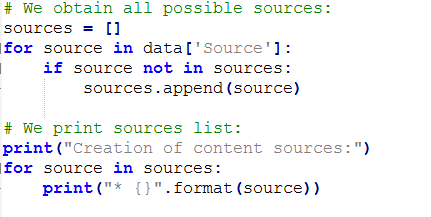 # We obtain all possible sources:
sources = []
for source in data['Source']:
    if source not in sources:
        sources.append(source)

# We print sources list:
print("Creation of content sources:")
for source in sources:
    print("* {}".format(source))